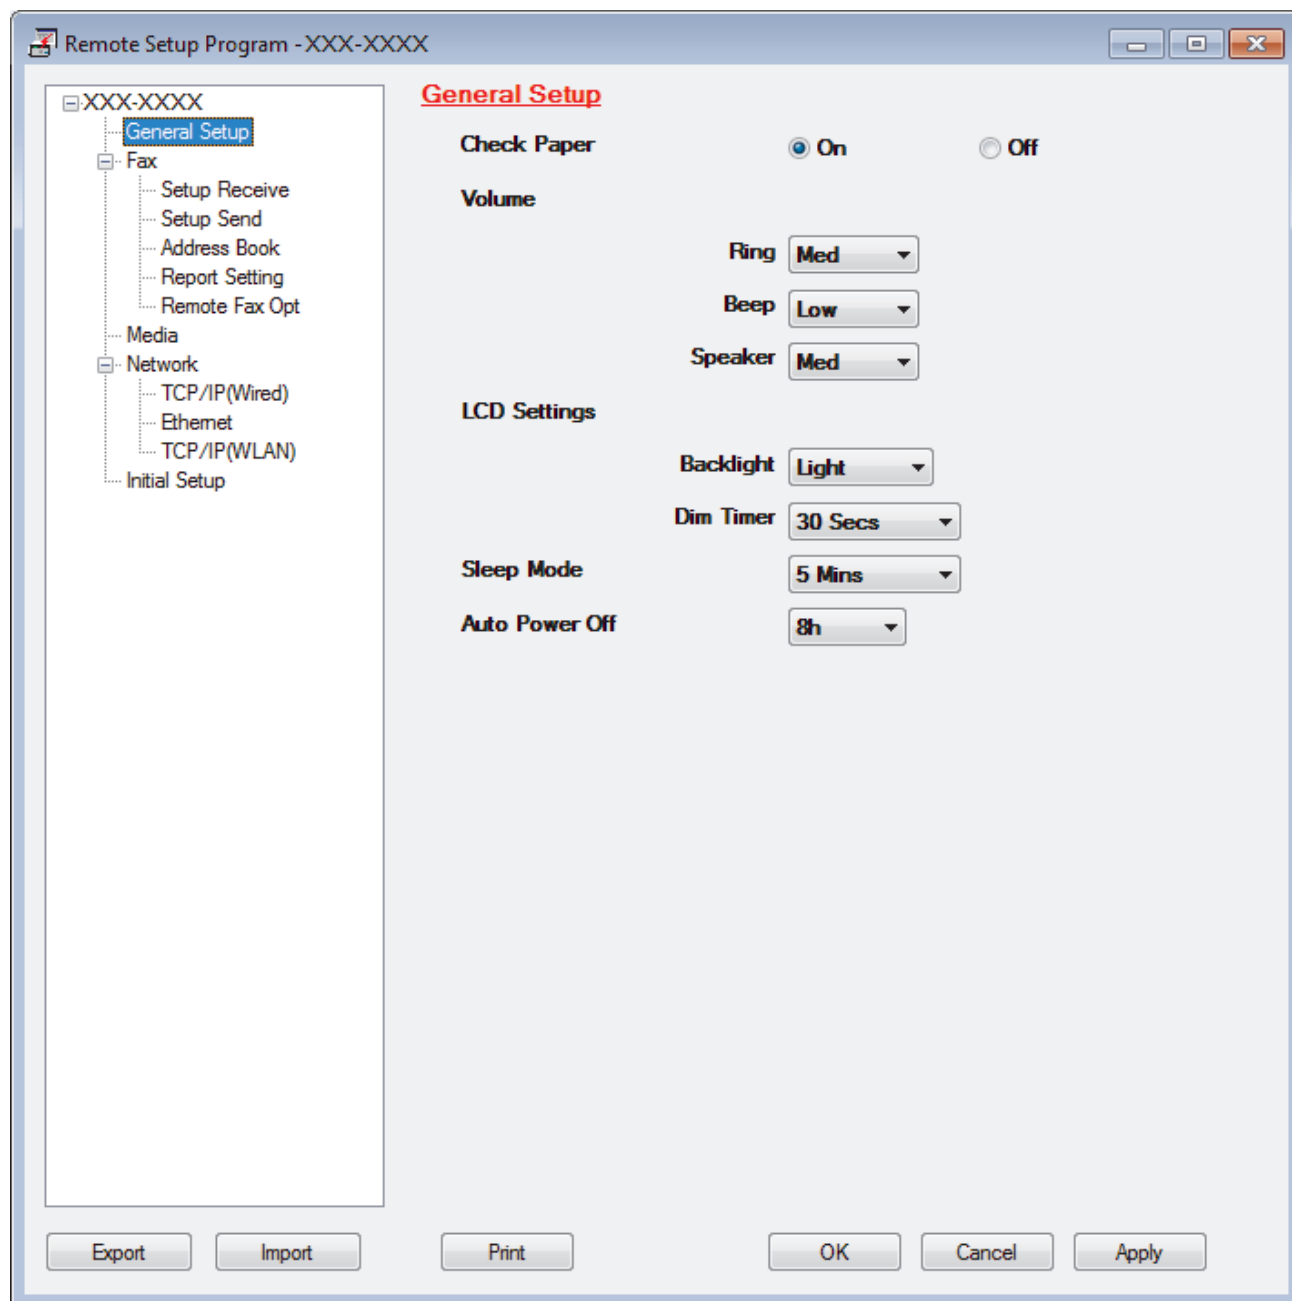 Remote Setup Program - XXX-XXXX
XXX-XXXX
General Setup
Fax
Setup Receive
Setup Send
Address Book
Report Setting
Remote Fax Opt
Media
Network
TCP/IP(Wired)
Ethernet
TCP/IP(WLAN)
Initial Setup
General Setup
Check Paper On Off
Volume
Ring Med
Beep Low
Speaker Med
LCD Settings
Backlight Light
Dim Timer 30 Secs
Sleep Mode 5 Mins
Auto Power Off 8h
Export Import Print OK Cancel Apply